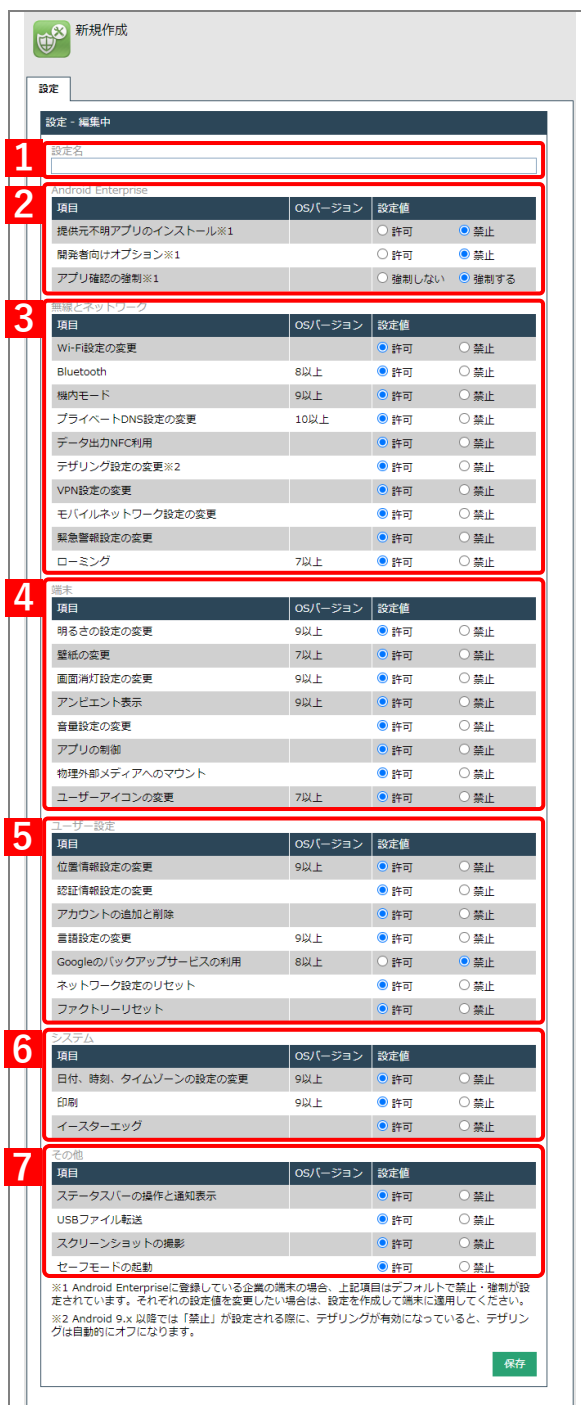 新規作成
設定
設定 - 編集中
1
設定名
2
Android Enterprise
項目 OSバージョン 設定値
提供元不明アプリのインストール※1 許可 禁止
開発者向けオプション※1 許可 禁止
アプリ確認の強制※1 強制しない 強制する
3
無線とネットワーク
項目 OSバージョン 設定値
Wi-Fi設定の変更 許可 禁止
Bluetooth 8以上 許可 禁止
機内モード 9以上 許可 禁止
プライベートDNS設定の変更 10以上 許可 禁止
データ出力NFC利用 許可 禁止
テザリング設定の変更※2 許可 禁止
VPN設定の変更 許可 禁止
モバイルネットワーク設定の変更 許可 禁止
緊急警報設定の変更 許可 禁止
ローミング 7以上 許可 禁止
4
端末
項目 OSバージョン 設定値
明るさの設定の変更 9以上 許可 禁止
壁紙の変更 7以上 許可 禁止
画面消灯設定の変更 9以上 許可 禁止
アンビエント表示 9以上 許可 禁止
音量設定の変更 許可 禁止
アプリの制御 許可 禁止
物理外部メディアへのマウント 許可 禁止
ユーザーアイコンの変更 7以上 許可 禁止
5
ユーザー設定
項目 OSバージョン 設定値
位置情報設定の変更 9以上 許可 禁止
認証情報設定の変更 許可 禁止
アカウントの追加と削除 許可 禁止
言語設定の変更 9以上 許可 禁止
Googleのバックアップサービスの利用 8以上 許可 禁止
ネットワーク設定のリセット 許可 禁止
ファクトリーリセット 許可 禁止
6
システム
項目 OSバージョン 設定値
日付、時刻、タイムゾーンの設定の変更 9以上 許可 禁止
印刷 9以上 許可 禁止
イースターエッグ 許可 禁止
7
その他
項目 OSバージョン 設定値
ステータスバーの操作と通知表示 許可 禁止
USBファイル転送 許可 禁止
スクリーンショットの撮影 許可 禁止
セーフモードの起動 許可 禁止
※1 Android Enterpriseに登録している企業の端末の場合、上記項目はデフォルトで禁止・強制が設
定されています。それぞれの設定値を変更したい場合は、設定を作成して端末に適用してください。
※2 Android 9.x 以降では「禁止」が設定される際に、テザリングが有効になっていると、テザリン
グは自動的にオフになります。
保存